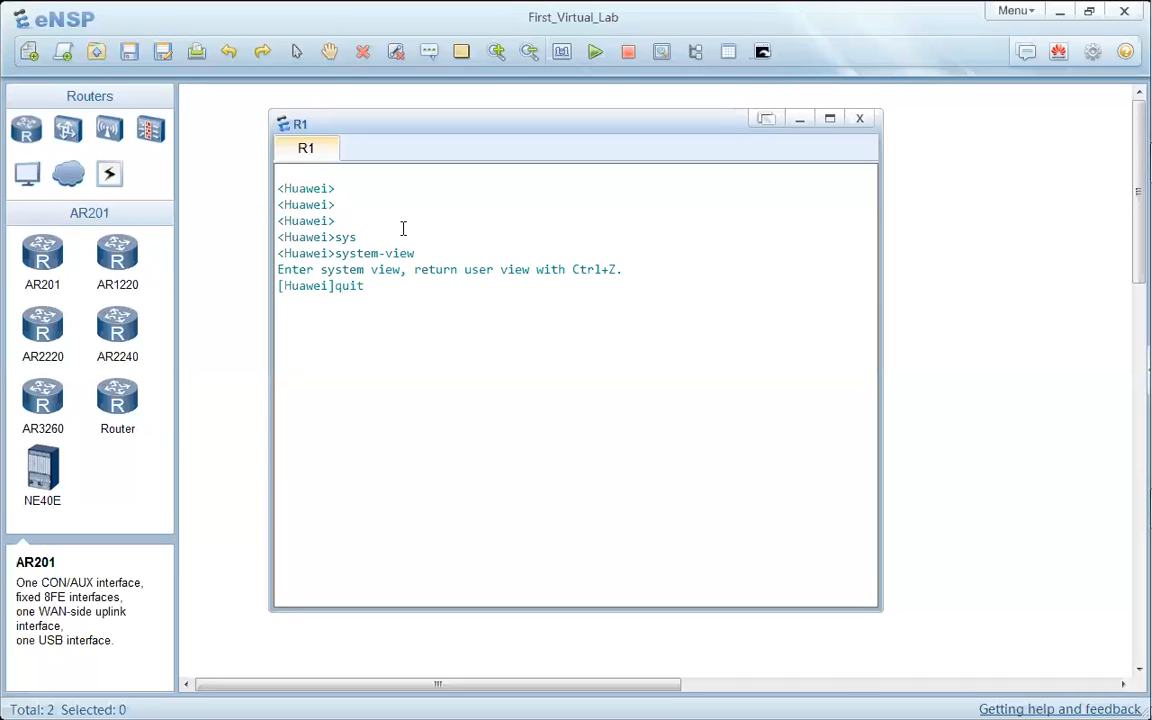 eNSP
First_Virtual_Lab
Menu
Routers
AR201
AR201
AR1220
AR2220
AR2240
AR3260
Router
NE40E
AR201
One CON/AUX interface,
fixed 8FE interfaces,
one WAN-side uplink
interface,
one USB interface.
R1
R1
<Huawei>
<Huawei>
<Huawei>
<Huawei>sys
<Huawei>system-view
Enter system view, return user view with Ctrl+Z.
[Huawei]quit
Total: 2 Selected: 0
Getting help and feedback